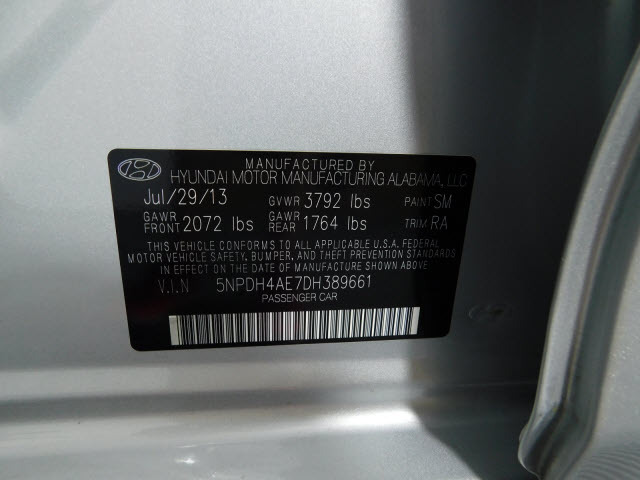 MANUFACTURED BY
HYUNDAI MOTOR MANUFACTURING ALABAMA, LLC
Jul/29/13 GVWR 3792 lbs PAINT SM
GAWR FRONT 2072 lbs GAWR REAR 1764 lbs TRIM RA
THIS VEHICLE CONFORMS TO ALL APPLICABLE U.S.A. FEDERAL
MOTOR VEHICLE SAFETY, BUMPER, AND THEFT PREVENTION STANDARDS
IN EFFECT ON THE DATE OF MANUFACTURE SHOWN ABOVE.
V.I.N 5NPDH4AE7DH389661
PASSENGER CAR